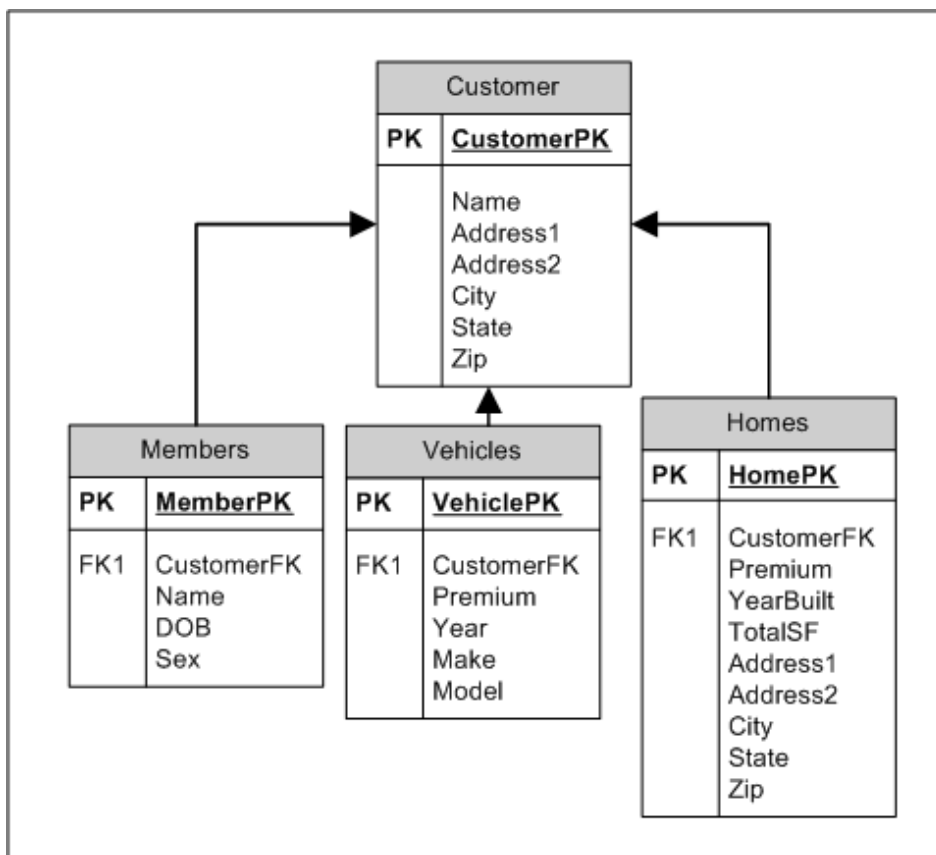 Customer
PK CustomerPK
Name
Address1
Address2
City
State
Zip
Members
PK MemberPK
FK1 CustomerFK
Name
DOB
Sex
Vehicles
PK VehiclePK
FK1 CustomerFK
Premium
Year
Make
Model
Homes
PK HomePK
FK1 CustomerFK
Premium
YearBuilt
TotalSF
Address1
Address2
City
State
Zip